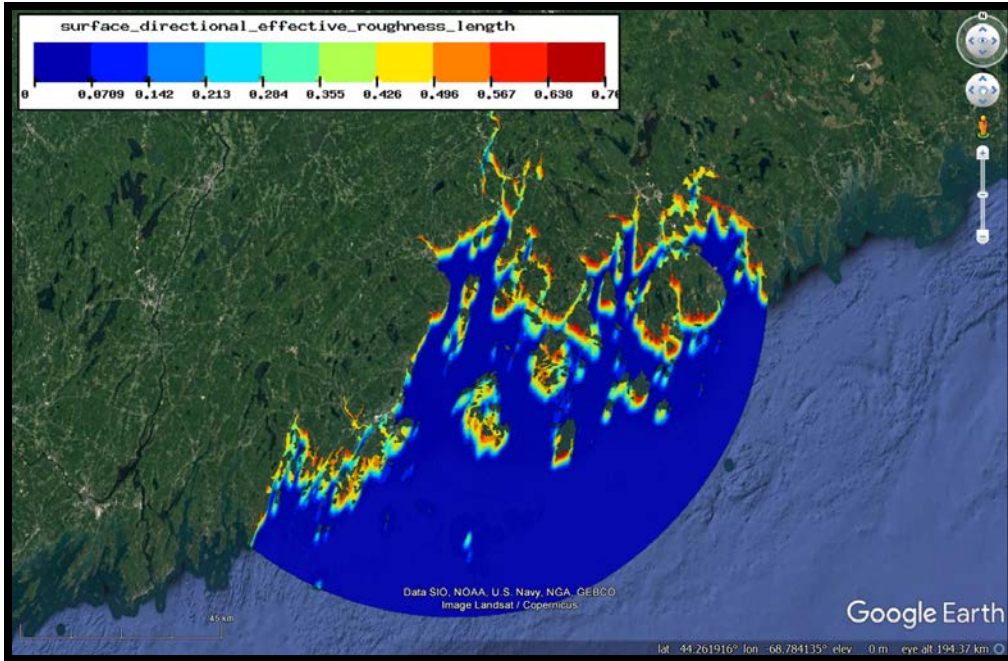 surface_directional_effective_roughness_length
0 0.0709 0.142 0.213 0.284 0.355 0.426 0.496 0.567 0.638 0.70
N
Data SIO, NOAA, U.S. Navy, NGA, GEBCO
Image Landsat / Copernicus
Google Earth
45 km
lat 44.261916° lon -68.784135° elev 0 m eye alt 194.37 km